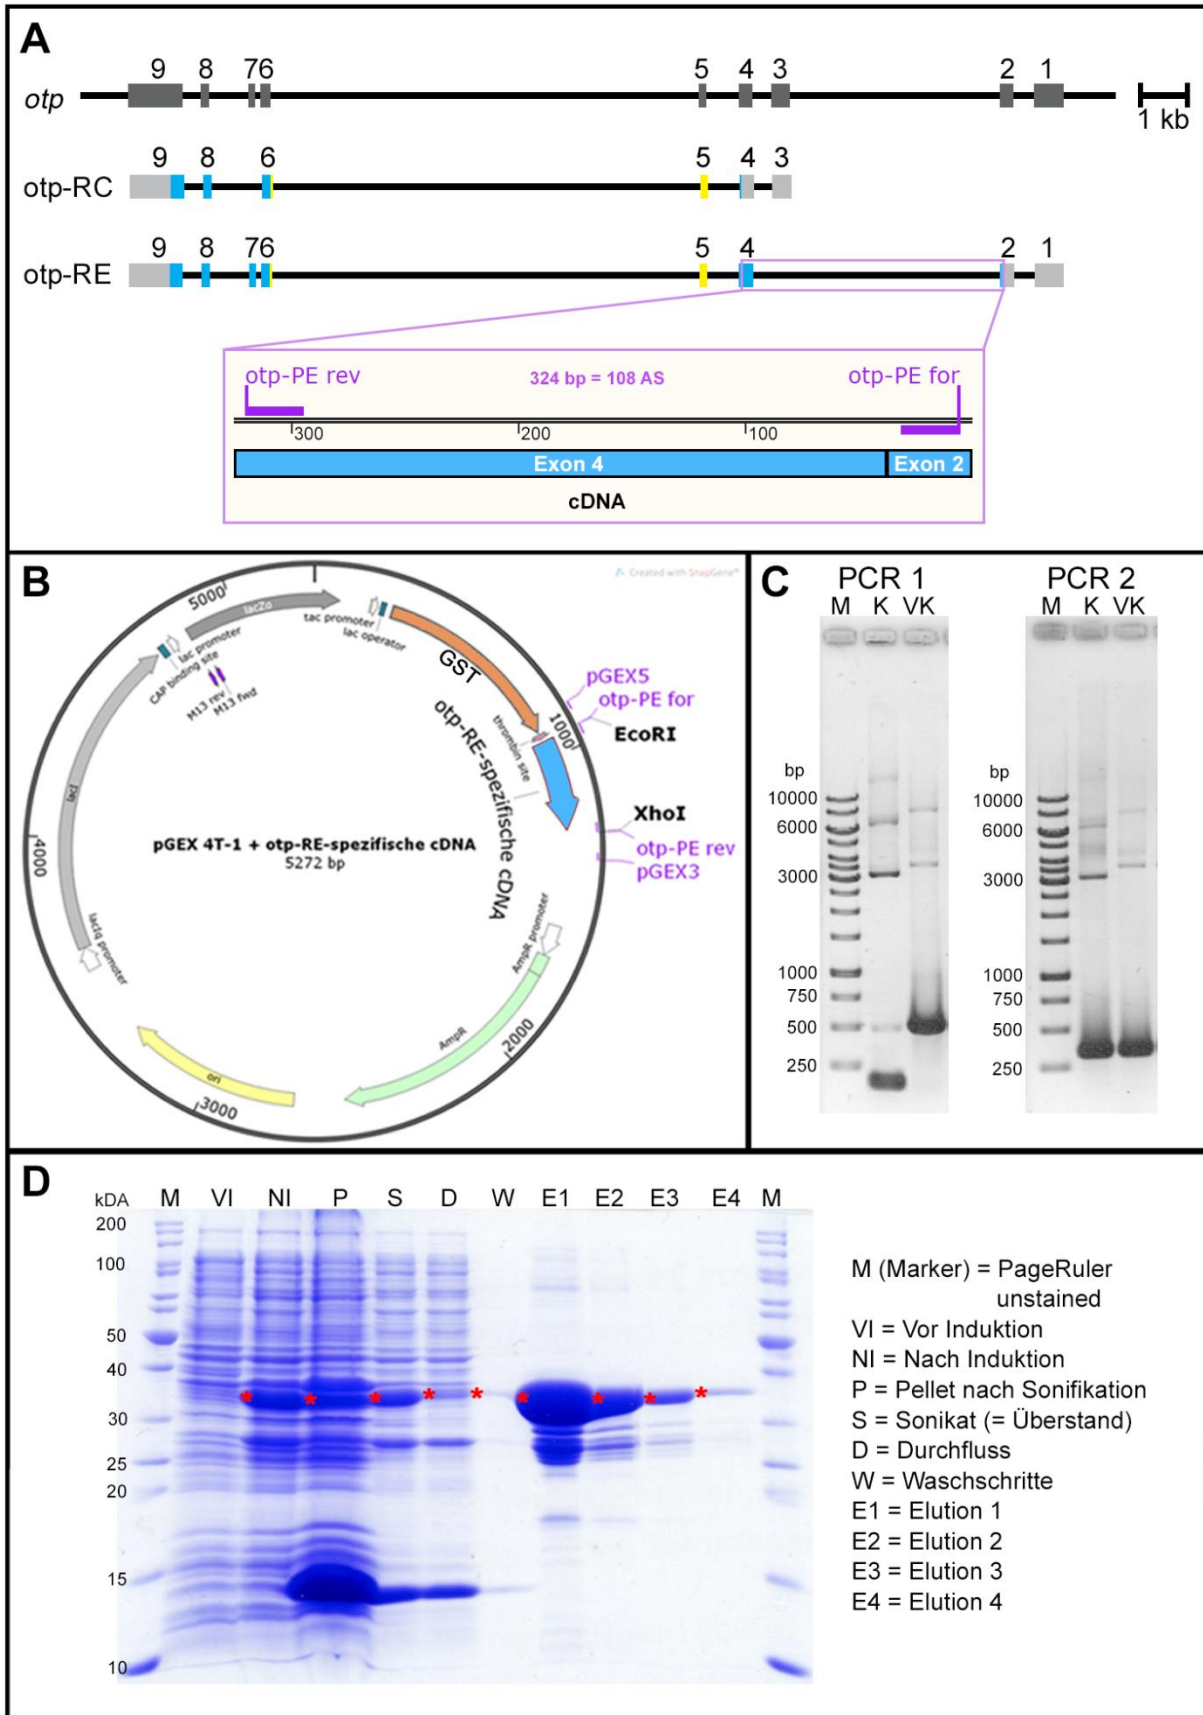 A
9 8 7 6 5 4 3 2 1
otp
1 kb
9 8 6 5 4 3
otp-RC
9 8 7 6 5 4 2 1
otp-RE
otp-PE rev 324 bp = 108 AS otp-PE for
300 200 100
Exon 4 Exon 2
cDNA
B
Created with SnapGene®
5000
lacZα
tac promoter
lac operator
lac promoter
CAP binding site
M13 rev
M13 fwd
GST
pGEX5
otp-PE for
1000
EcoRI
thrombin site
otp-RE-spezifische cDNA
lacI
XhoI
otp-PE rev
pGEX3
pGEX 4T-1 + otp-RE-spezifische cDNA
5272 bp
4000
lacIq promoter
AmpR promoter
AmpR
2000
ori
3000
C
PCR 1 PCR 2
M K VK M K VK
bp bp
10000 10000
6000 6000
3000 3000
1000 1000
750 750
500 500
250 250
D
kDA M VI NI P S D W E1 E2 E3 E4 M
200
100
50
40
30
25
20
15
10
* * * * * * * * *
M (Marker) = PageRuler
unstained
VI = Vor Induktion
NI = Nach Induktion
P = Pellet nach Sonifikation
S = Sonikat (= Überstand)
D = Durchfluss
W = Waschschritte
E1 = Elution 1
E2 = Elution 2
E3 = Elution 3
E4 = Elution 4